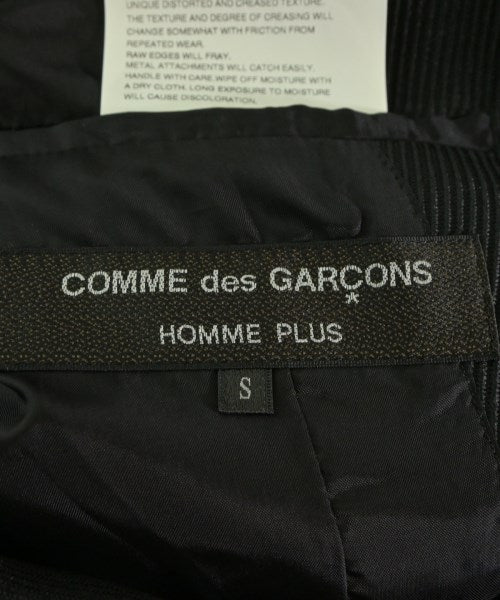 UNIQUE DISTORTED AND CREASED TEXTURE.
THE TEXTURE AND DEGREE OF CREASING WILL
CHANGE SOMEWHAT WITH FRICTION FROM
REPEATED WEAR.
RAW EDGES WILL FRAY.
METAL ATTACHMENTS WILL CATCH EASILY.
HANDLE WITH CARE.WIPE OFF MOISTURE WITH
A DRY CLOTH. LONG EXPOSURE TO MOISTURE
WILL CAUSE DISCOLORATION.
COMME des GARÇONS
*
HOMME PLUS
S